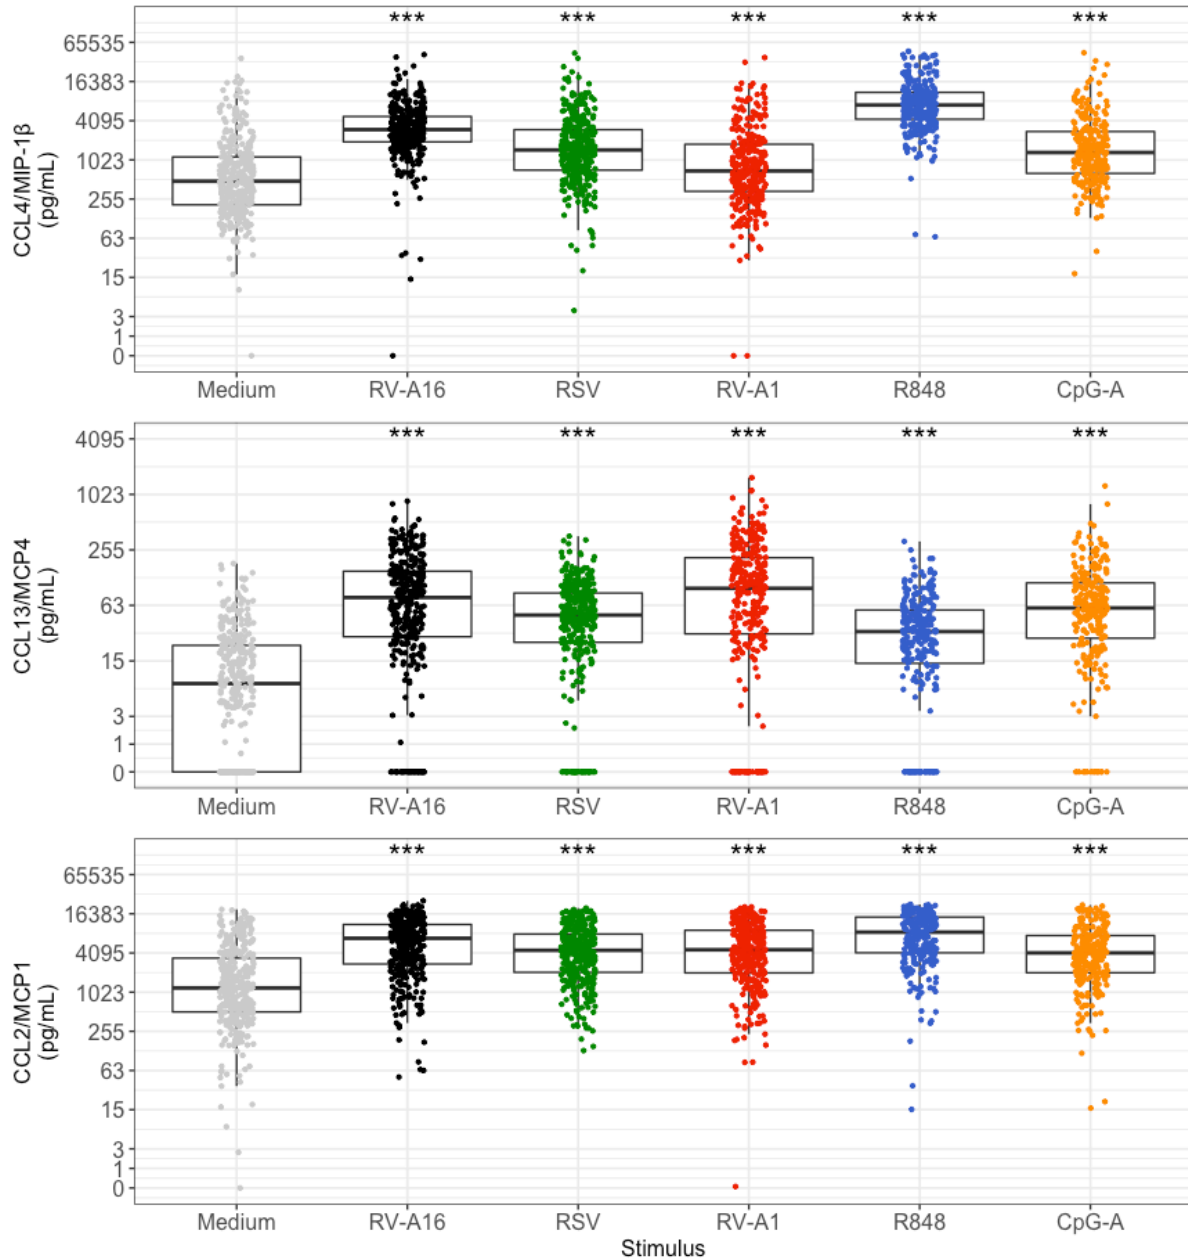 *** *** *** *** ***
CCL4/MIP-1β
(pg/mL)
65535
16383
4095
1023
255
63
15
3
1
0
Medium RV-A16 RSV RV-A1 R848 CpG-A
*** *** *** *** ***
CCL13/MCP4
(pg/mL)
4095
1023
255
63
15
3
1
0
Medium RV-A16 RSV RV-A1 R848 CpG-A
*** *** *** *** ***
CCL2/MCP1
(pg/mL)
65535
16383
4095
1023
255
63
15
3
1
0
Medium RV-A16 RSV RV-A1 R848 CpG-A
Stimulus